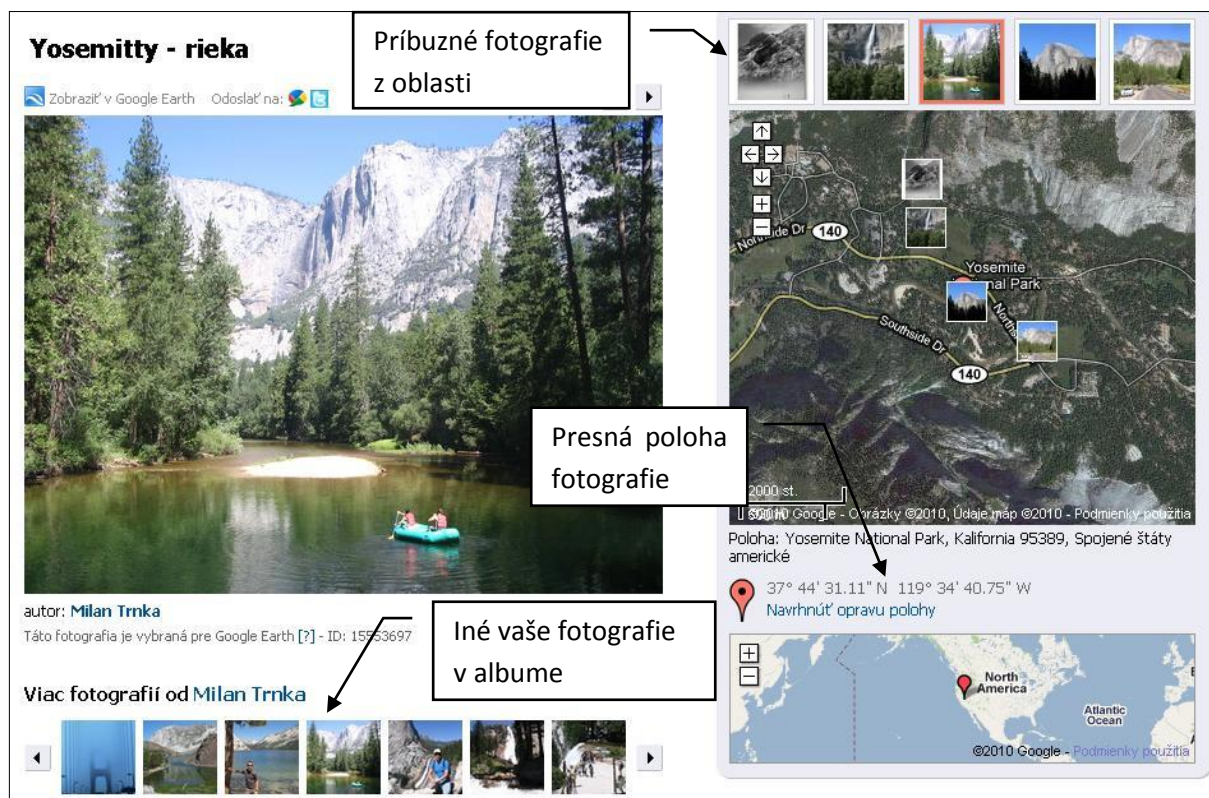 Yosemitty - rieka
Príbuzné fotografie
z oblasti
Zobraziť v Google Earth Odoslať na:
autor: Milan Trnka
Táto fotografia je vybraná pre Google Earth [?] - ID: 15553697
Iné vaše fotografie
v albume
Viac fotografií od Milan Trnka
Northside Dr
140
Yosemite
nal Park
Norths
Southside Dr
140
Presná poloha
fotografie
2000 st.
500 m
©2010 Google - Obrázky ©2010, Údaje máp ©2010 - Podmienky použitia
Poloha: Yosemite National Park, Kalifornia 95389, Spojené štáty
americké
37° 44' 31.11" N 119° 34' 40.75" W
Navrhnúť opravu polohy
North
America
Atlantic
Ocean
©2010 Google - Podmienky použitia